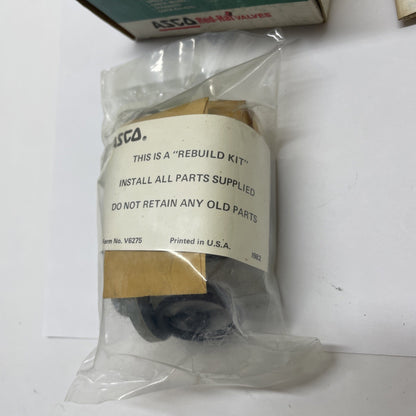 ASCO Red-Hat VALVES
ASCO®
THIS IS A "REBUILD KIT"
INSTALL ALL PARTS SUPPLIED
DO NOT RETAIN ANY OLD PARTS
Form No. V6275 Printed in U.S.A. 1982